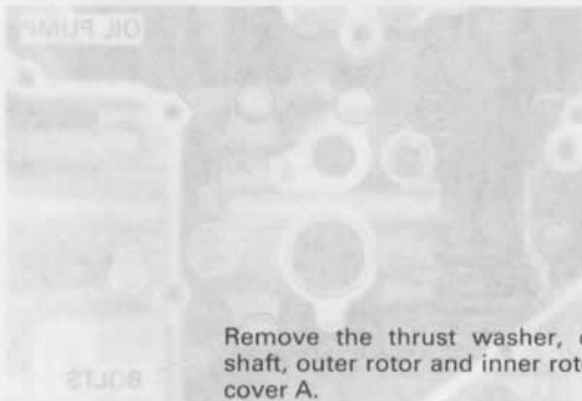 OIL PUMP
Remove the thrust washer,
shaft, outer rotor and inner rot
cover A.
BOLTS